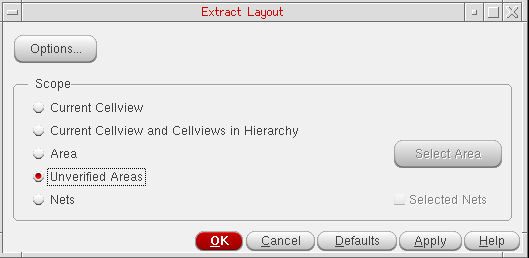 Extract Layout
Options...
Scope
Current Cellview
Current Cellview and Cellviews in Hierarchy
Area
Select Area
Unverified Areas
Nets
Selected Nets
OK Cancel Defaults Apply Help